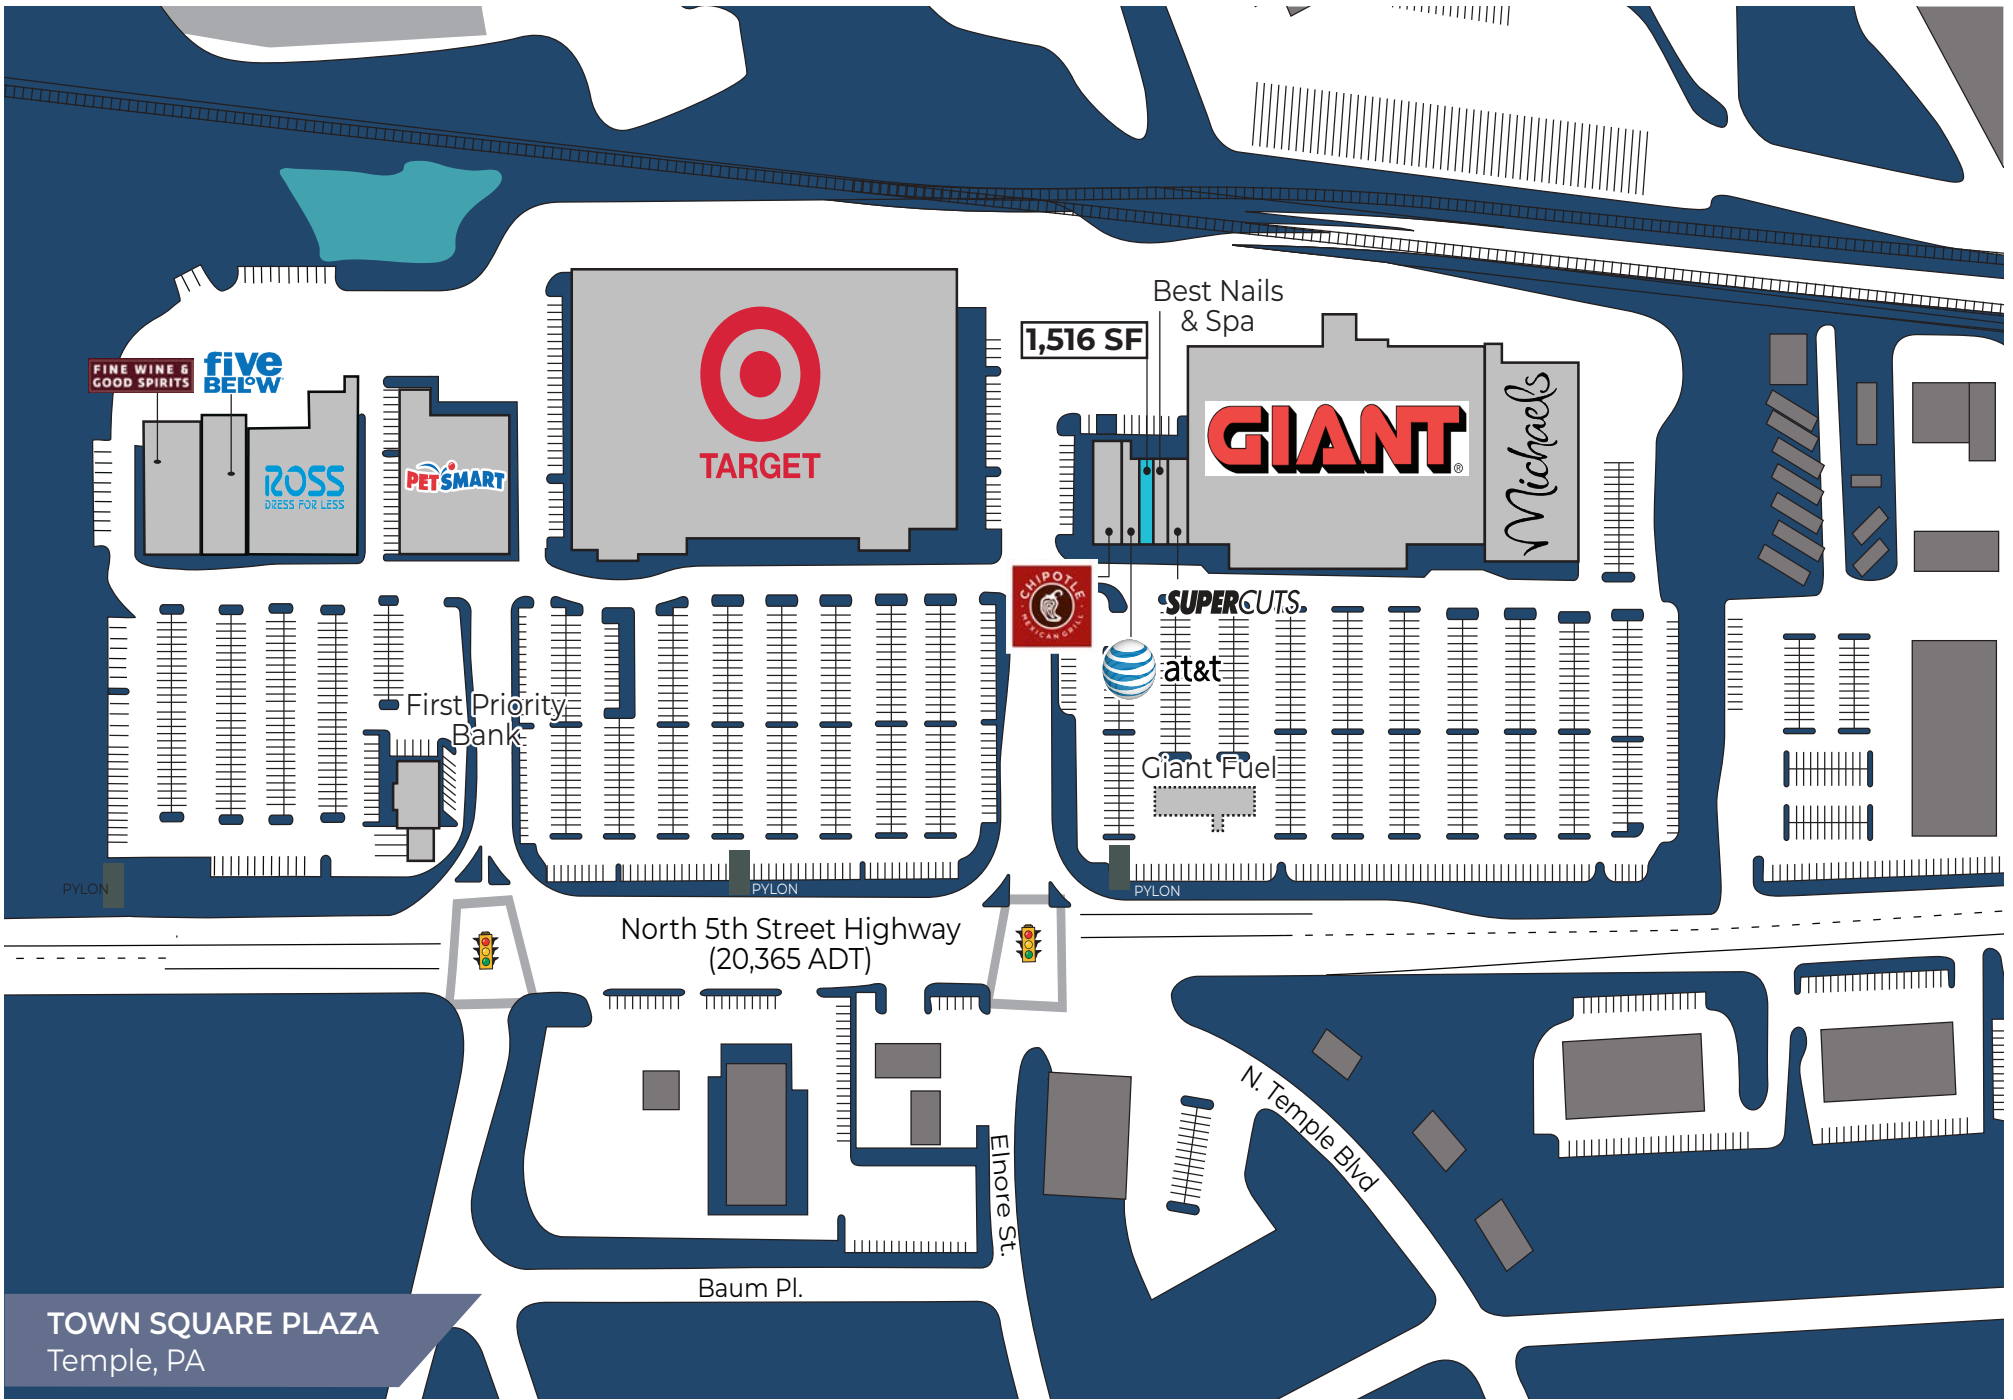 Best Nails
& Spa
1,516 SF
FINE WINE &
GOOD SPIRITS
five
BELOW
ROSS
DRESS FOR LESS
PETSMART
TARGET
GIANT
®
Michaels
CHIPOTLE
MEXICAN GRILL
SUPERCUTS
at&t
First Priority
Bank
Giant Fuel
PYLON
PYLON
PYLON
North 5th Street Highway
(20,365 ADT)
N. Temple Blvd
Elnore St.
Baum Pl.
TOWN SQUARE PLAZA
Temple, PA